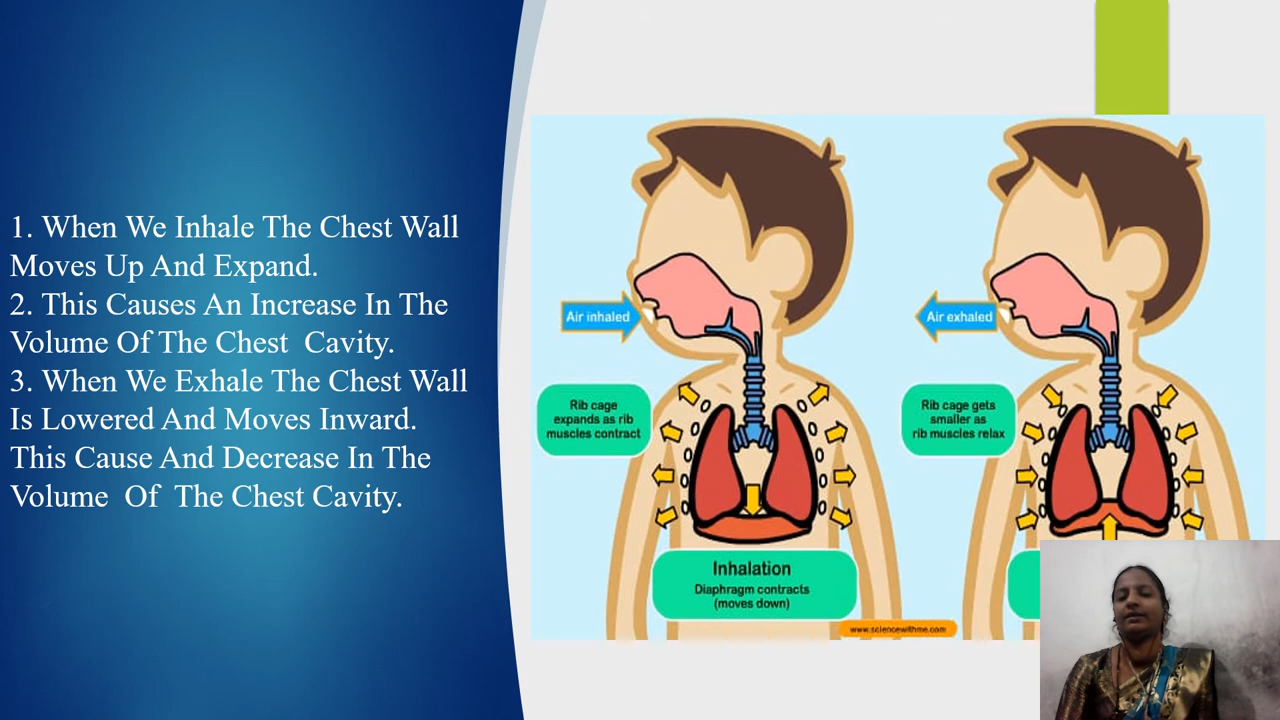 1. When We Inhale The Chest Wall
Moves Up And Expand.
2. This Causes An Increase In The
Volume Of The Chest  Cavity.
3. When We Exhale The Chest Wall
Is Lowered And Moves Inward.
This Cause And Decrease In The
Volume  Of  The Chest Cavity.
Air inhaled
Rib cage
expands as rib
muscles contract
Inhalation
Diaphragm contracts
(moves down)
Air exhaled
Rib cage gets
smaller as
rib muscles relax
www.sciencewithme.com